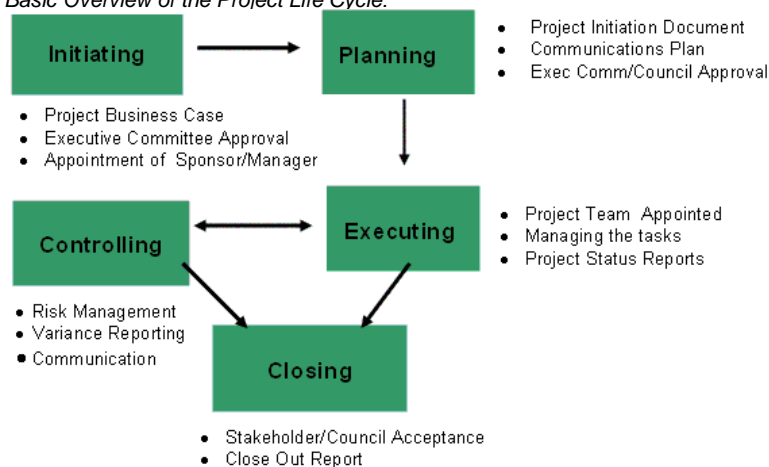 Basic Overview of the Project Life Cycle.
Initiating
Planning
• Project Initiation Document
• Communications Plan
• Exec Comm/Council Approval
• Project Business Case
• Executive Committee Approval
• Appointment of Sponsor/Manager
Controlling
Executing
• Project Team Appointed
• Managing the tasks
• Project Status Reports
• Risk Management
• Variance Reporting
• Communication
Closing
• Stakeholder/Council Acceptance
• Close Out Report